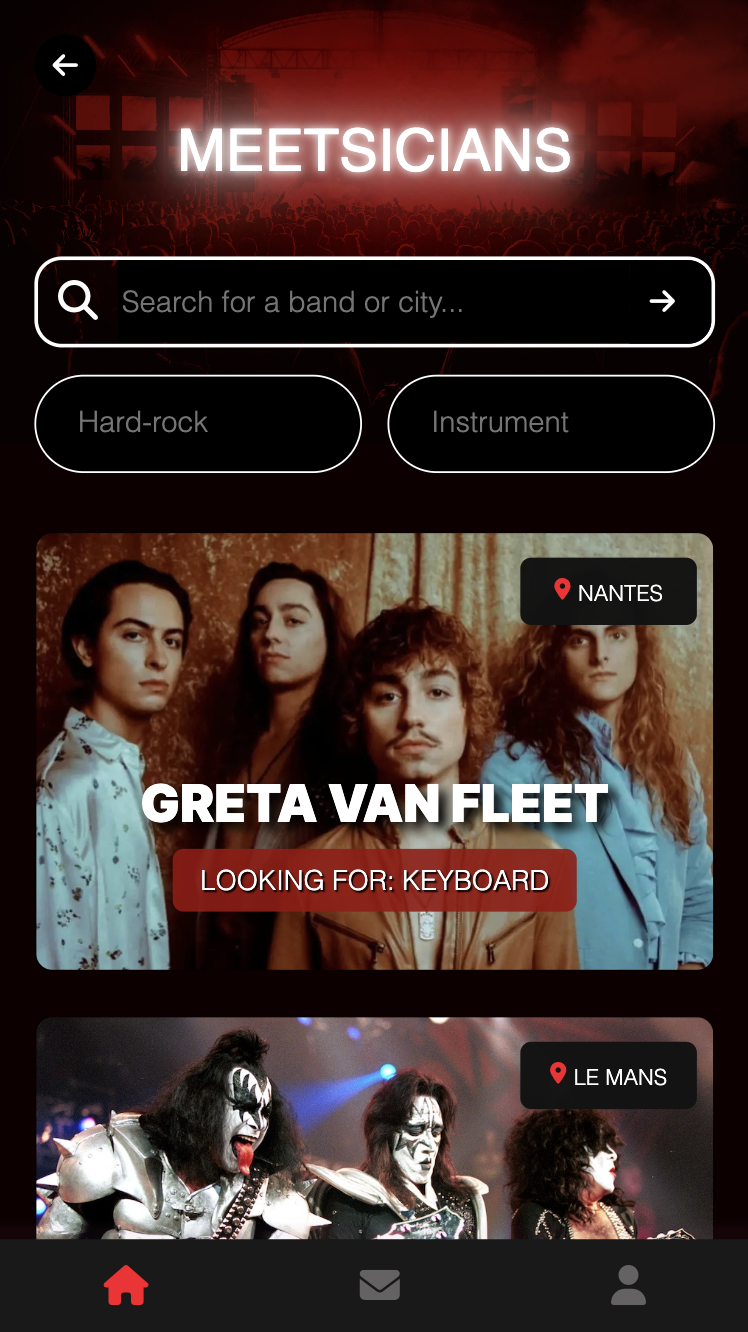 MEETSICIANS
Search for a band or city...
Hard-rock
Instrument
NANTES
GRETA VAN FLEET
LOOKING FOR: KEYBOARD
LE MANS